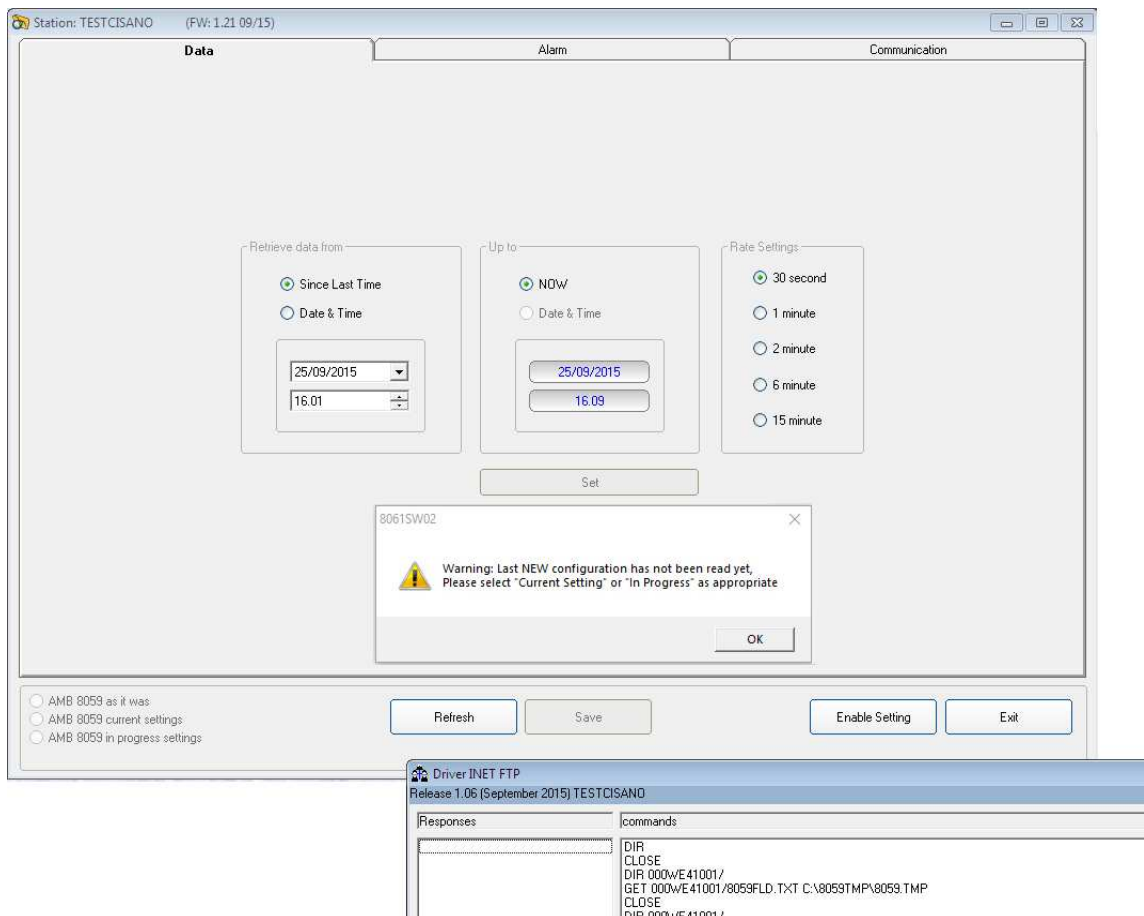 Station: TESTCISANO (FW: 1.21 09/15)
Data Alarm Communication
Retrieve data from Up to Rate Settings
Since Last Time NOW 30 second
Date & Time Date & Time 1 minute
2 minute
25/09/2015 25/09/2015 6 minute
16.01 16.09
15 minute
Set
8061SW02
Warning: Last NEW configuration has not been read yet,
Please select "Current Setting" or "In Progress" as appropriate
OK
AMB 8059 as it was
AMB 8059 current settings
AMB 8059 in progress settings
Refresh Save Enable Setting Exit
Driver INET FTP
Release 1.06 (September 2015) TESTCISANO
Responses commands
DIR
CLOSE
DIR 000WE41001/
GET 000WE41001/8059FLD.TXT C:\8059TMP\8059.TMP
CLOSE
DIR 000WE41001/